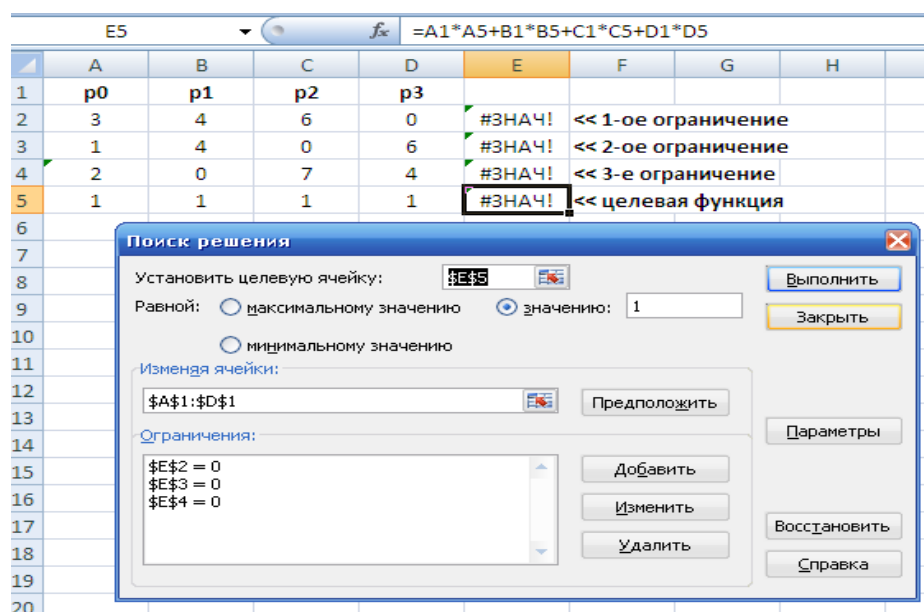 E5 fx =A1*A5+B1*B5+C1*C5+D1*D5
A B C D E F G H
1 p0 p1 p2 p3
2 3 4 6 0 #ЗНАЧ! << 1-ое ограничение
3 1 4 0 6 #ЗНАЧ! << 2-ое ограничение
4 2 0 7 4 #ЗНАЧ! << 3-е ограничение
5 1 1 1 1 #ЗНАЧ! << целевая функция
6
7
8
9
10
11
12
13
14
15
16
17
18
19
20
Поиск решения
Установить целевую ячейку: $E$5 Выполнить
Равной: максимальному значению значению: 1 Закрыть
минимальному значению
Изменяя ячейки:
$A$1:$D$1 Предположить
Ограничения: Параметры
$E$2 = 0 Добавить
$E$3 = 0
$E$4 = 0 Изменить
Восстановить
Удалить
Справка